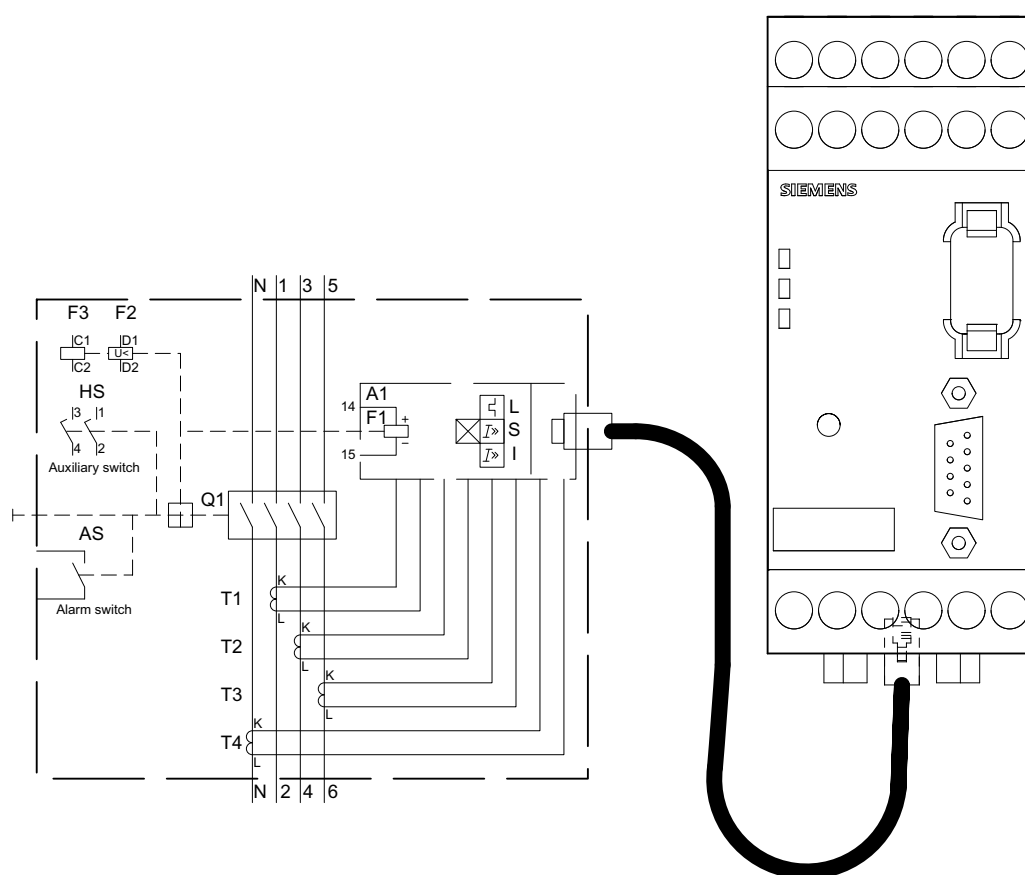 SIEMENS
N 1 3 5
F3 F2
C1 D1
U<
C2 D2
HS
3 1
4 2
Auxiliary switch
A1
14
F1 +
−
15
L
S
I» 
I
I»
Q1
AS
Alarm switch
T1
K
L
T2
K
L
T3
K
L
T4
K
L
N 2 4 6